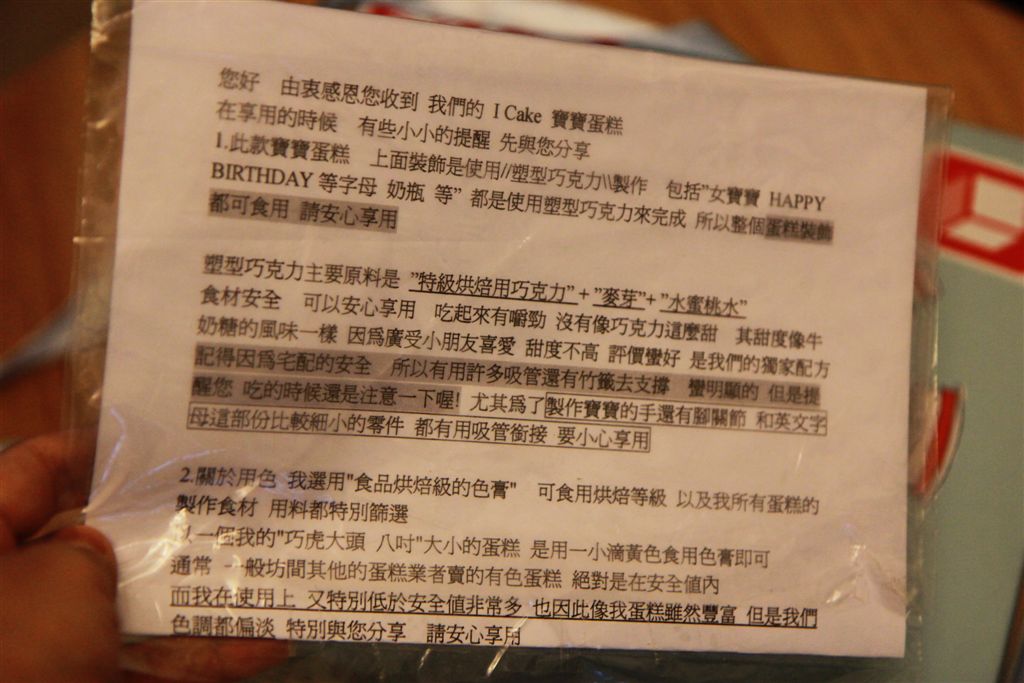 您好 由衷感恩您收到 我們的 I Cake 寶寶蛋糕
在享用的時候 有些小小的提醒 先與您分享
1.此款寶寶蛋糕 上面裝飾是使用//塑型巧克力\\製作 包括"女寶寶 HAPPY
BIRTHDAY 等字母 奶瓶 等" 都是使用塑型巧克力來完成 所以整個蛋糕裝飾
都可食用 請安心享用
塑型巧克力主要原料是 "特級烘焙用巧克力" + "麥芽"+ "水蜜桃水"
食材安全 可以安心享用 吃起來有嚼勁 沒有像巧克力這麼甜 其甜度像牛
奶糖的風味一樣 因為廣受小朋友喜愛 甜度不高 評價蠻好 是我們的獨家配方
記得因為宅配的安全 所以有用許多吸管還有竹籤去支撐 蠻明顯的 但是提
醒您 吃的時候還是注意一下喔! 尤其為了製作寶寶的手還有腳關節 和英文字
母這部份比較細小的零件 都有用吸管銜接 要小心享用
2.關於用色 我選用"食品烘焙級的色膏" 可食用烘焙等級 以及我所有蛋糕的
製作食材 用料都特別篩選
以一個我的"巧虎大頭 八吋"大小的蛋糕 是用一小滴黃色食用色膏即可
通常 一般坊間其他的蛋糕業者賣的有色蛋糕 絕對是在安全值內
而我在使用上 又特別低於安全值非常多 也因此像我蛋糕雖然豐富 但是我們
色調都偏淡 特別與您分享 請安心享用